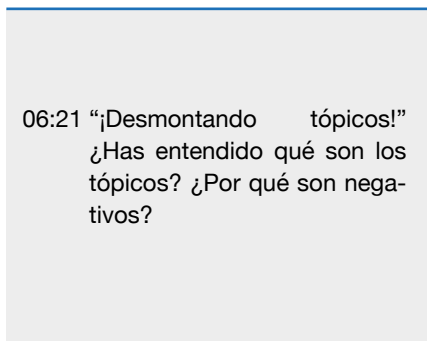 06:21 “¡Desmontando tópicos!”
¿Has entendido qué son los
tópicos? ¿Por qué son nega-
tivos?